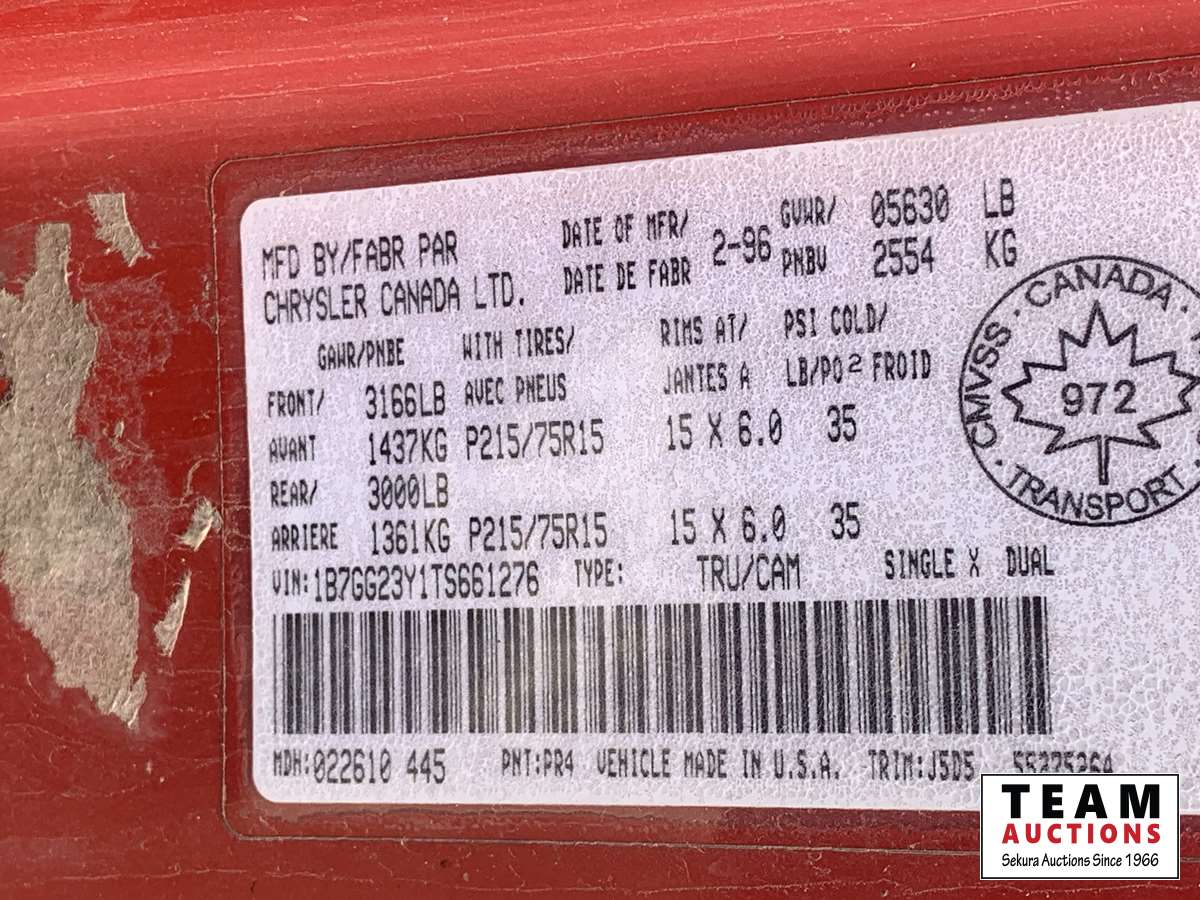 MFD BY/FABR PAR
CHRYSLER CANADA LTD.
DATE OF MFR/
DATE DE FABR
2-96
GVWR/ 05630 LB
PNBV 2554 KG
GAWR/PNBE
WITH TIRES/
AVEC PNEUS
RIMS AT/
JANTES A
PSI COLD/
LB/PO² FROID
FRONT/ 3166LB
AVANT 1437KG P215/75R15 15 X 6.0 35
REAR/ 3000LB
ARRIERE 1361KG P215/75R15 15 X 6.0 35
VIN:1B7GG23Y1TS661276 TYPE: TRU/CAM SINGLE X DUAL
CMVSS · CANADA ·
972
· TRANSPORT ·
MDH:022610 445 PNT:PR4 VEHICLE MADE IN U.S.A. TRIM:J5D5
TEAM
AUCTIONS
Sekura Auctions Since 1966